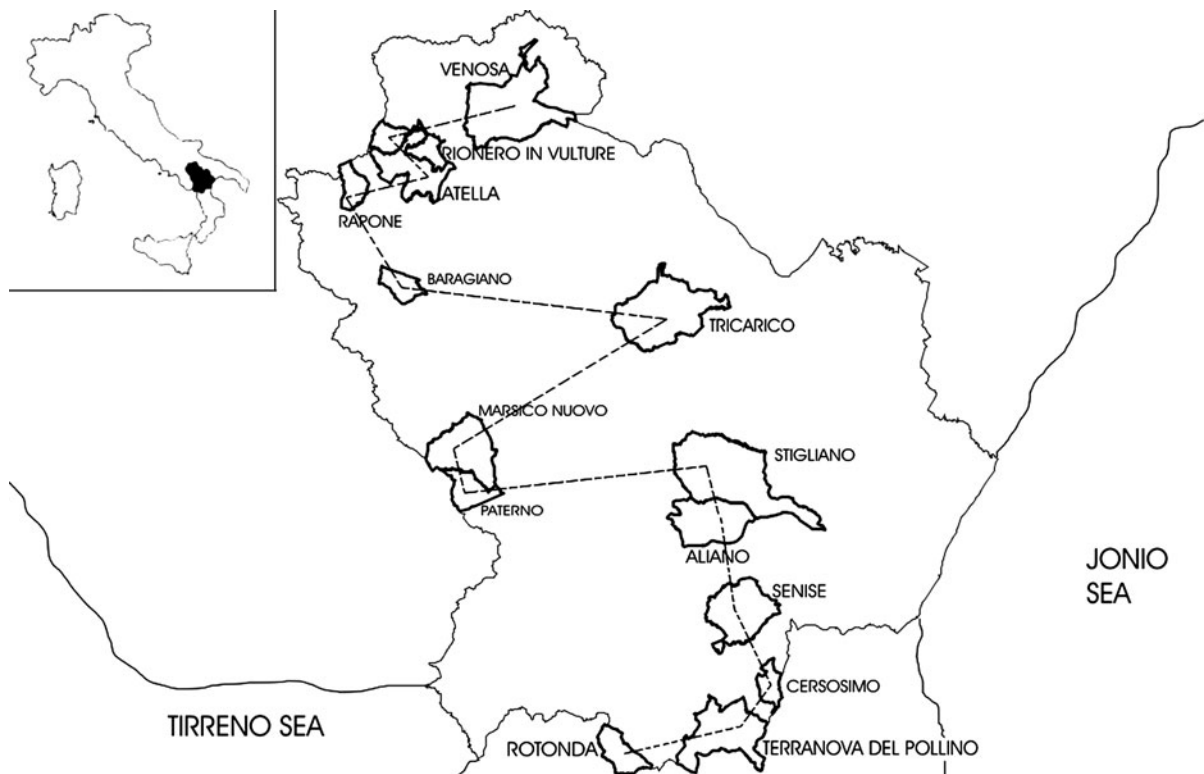 VENOSA
RIONERO IN VULTURE
ATELLA
RAPONE
BARAGIANO
TRICARICO
MARSICO NUOVO
STIGLIANO
PATERNO
ALIANO
JONIO
SEA
SENISE
CERSOSIMO
TIRRENO SEA
ROTONDA
TERRANOVA DEL POLLINO